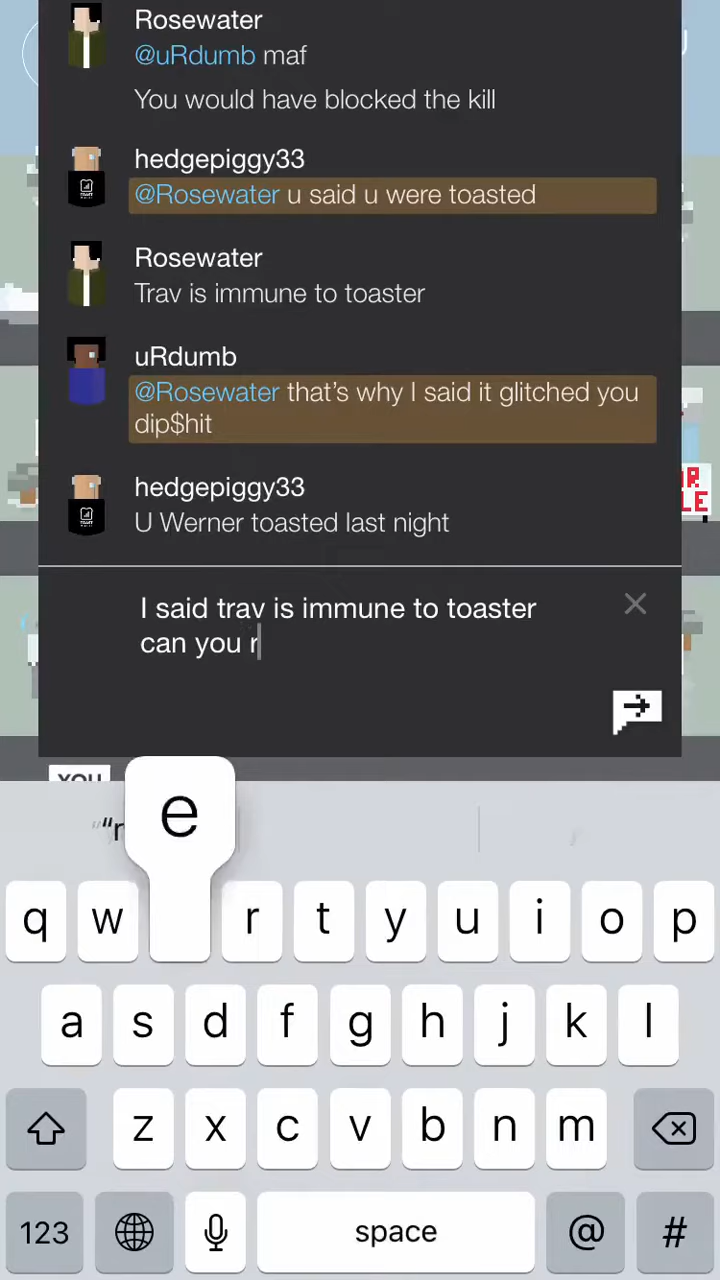 Rosewater
@uRdumb maf
You would have blocked the kill
hedgepiggy33
@Rosewater u said u were toasted
Rosewater
Trav is immune to toaster
uRdumb
@Rosewater that's why I said it glitched you
dip$hit
hedgepiggy33
U Werner toasted last night
I said trav is immune to toaster
can you r
YOU
e
q w r t y u i o p
a s d f g h j k l
z x c v b n m
123 space @ #